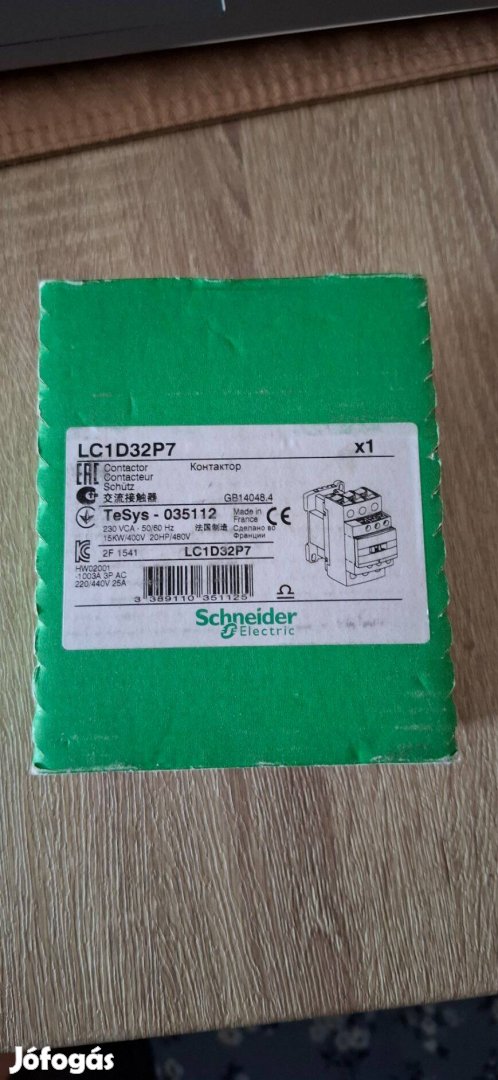 LC1D32P7 x1
EAC Contactor Контактор
Contacteur
Schütz
交流接触器 GB14048.4
TeSys - 035112 Made in France CE
230 VCA - 50/60 Hz 法国制造 Сделано во Франции
15KW/400V 20HP/480V
2F 1541 LC1D32P7
HW02001
-1003A 3P AC
220/440V 25A
3 389110 351125
Schneider
Electric
Jófogás